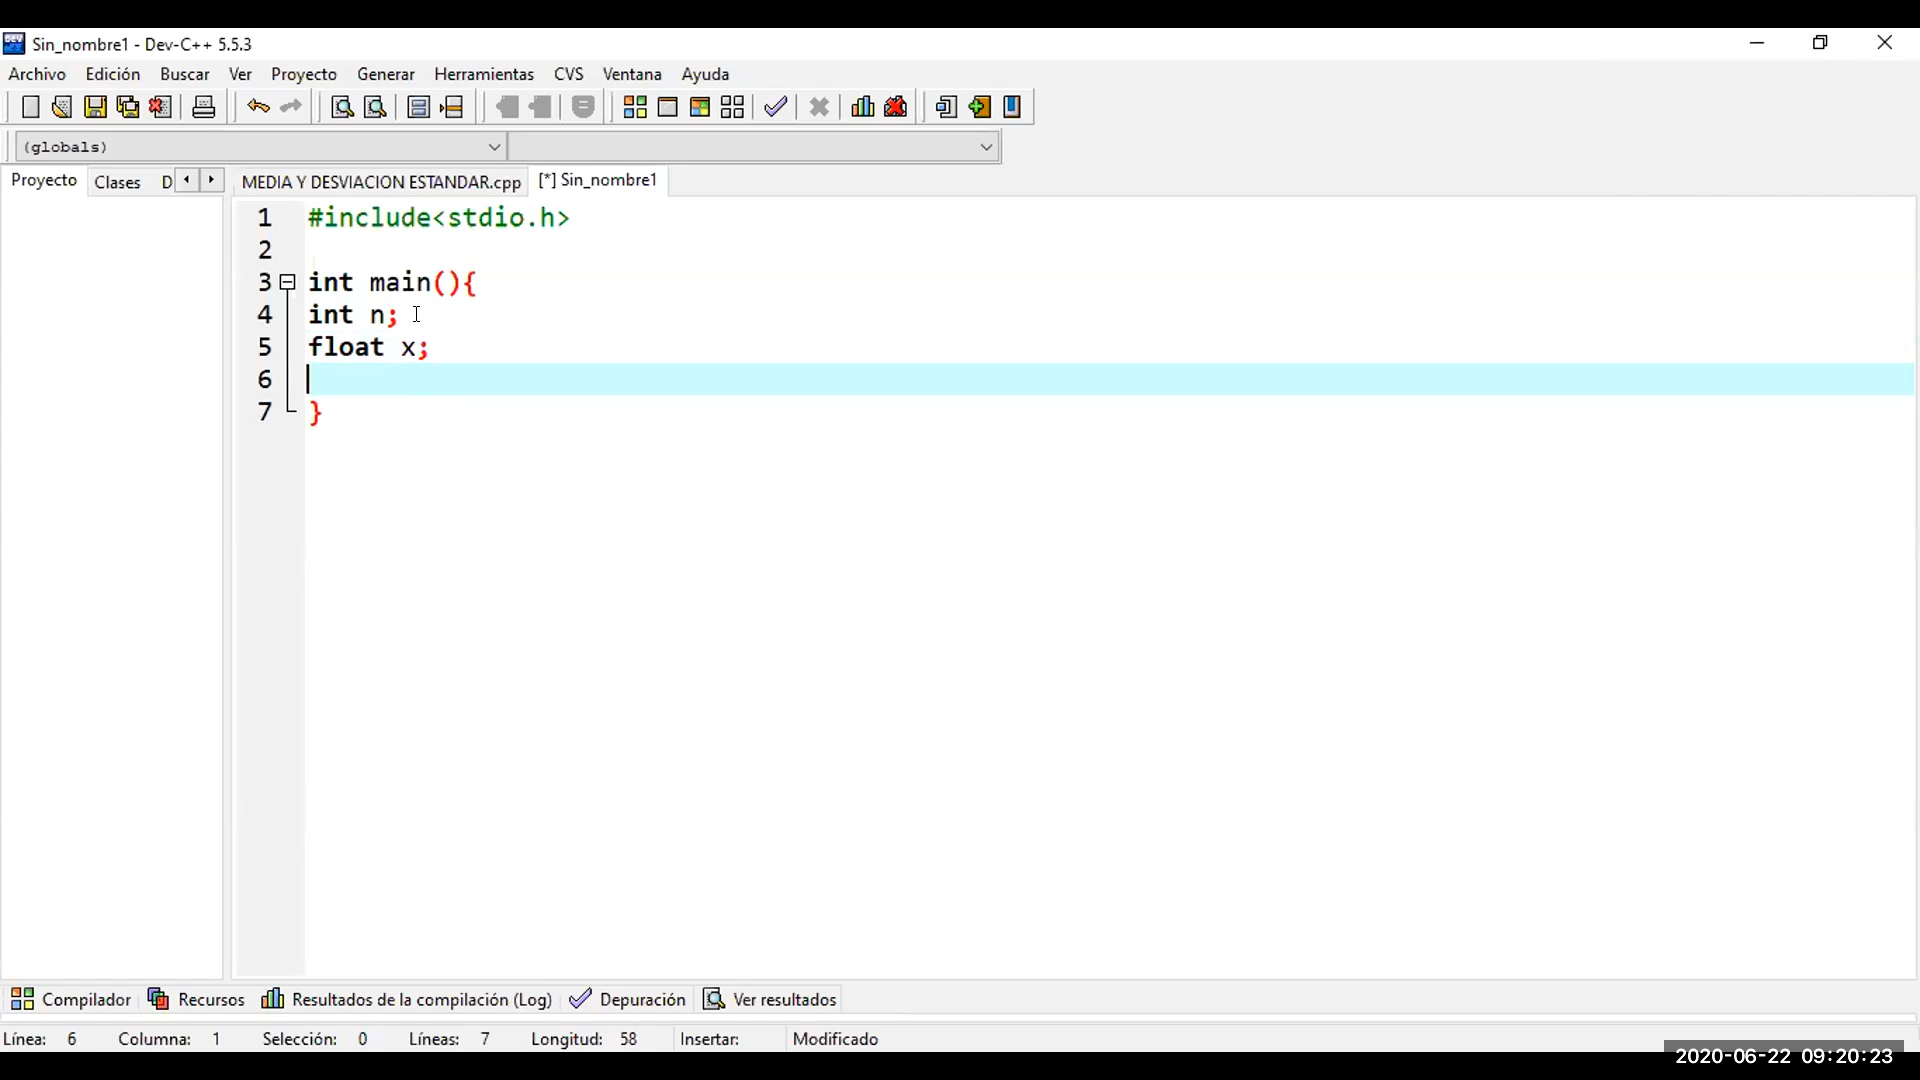 Sin_nombre1 - Dev-C++ 5.5.3
Archivo Edición Buscar Ver Proyecto Generar Herramientas CVS Ventana Ayuda
(globals)
Proyecto Clases D MEDIA Y DESVIACION ESTANDAR.cpp [*] Sin_nombre1
1 #include<stdio.h>
2
3 int main(){
4 int n;
5 float x;
6
7 }
Compilador Recursos Resultados de la compilación (Log) Depuración Ver resultados
Línea: 6 Columna: 1 Selección: 0 Líneas: 7 Longitud: 58 Insertar: Modificado
2020-06-22 09:20:23